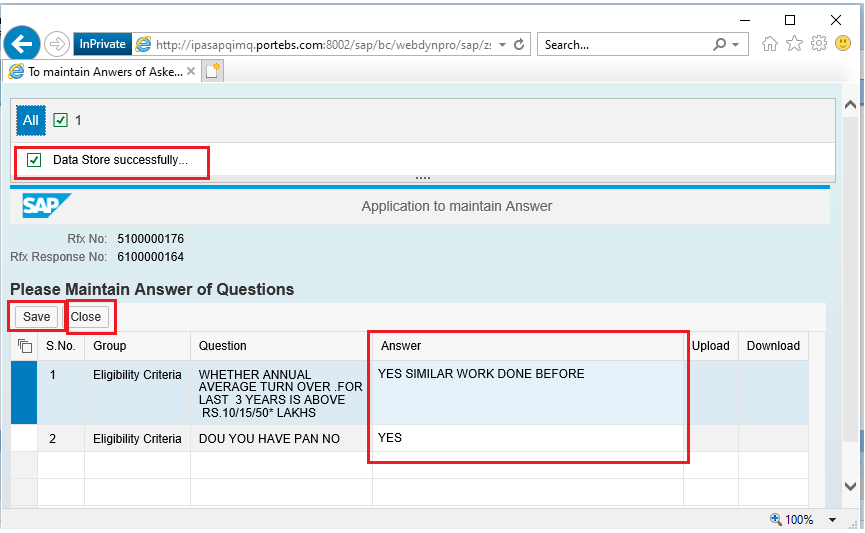 InPrivate
http://ipasapqimq.portebs.com:8002/sap/bc/webdynpro/sap/z:
Search...
To maintain Anwers of Aske...
All
1
Data Store successfully...
SAP
Application to maintain Answer
Rfx No: 5100000176
Rfx Response No: 6100000164
Please Maintain Answer of Questions
Save Close
S.No. Group Question Answer Upload Download
1 Eligibility Criteria WHETHER ANNUAL YES SIMILAR WORK DONE BEFORE
AVERAGE TURN OVER .FOR
LAST 3 YEARS IS ABOVE
RS.10/15/50* LAKHS
2 Eligibility Criteria DOU YOU HAVE PAN NO YES
100%